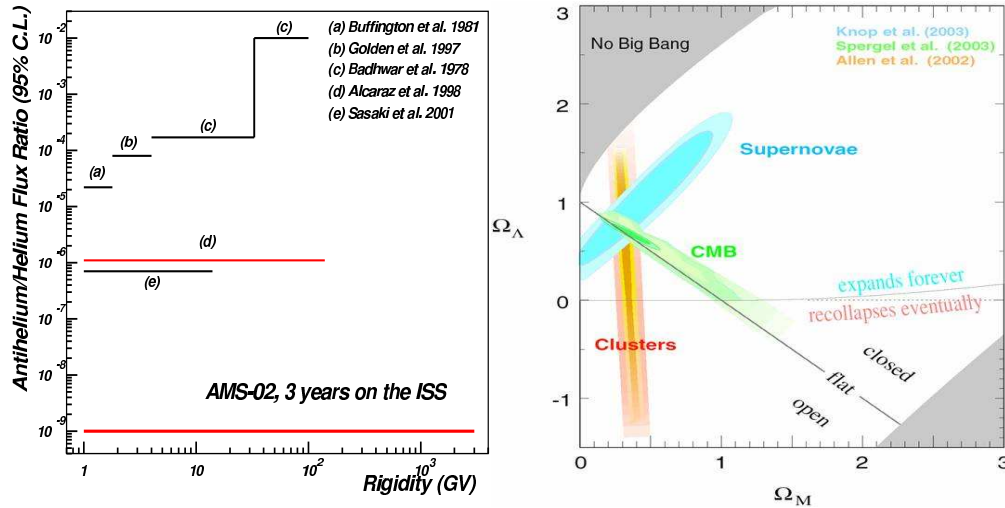 Antihelium/Helium Flux Ratio (95% C.L.)
10 -2
10 -3
10 -4
10 -5
10 -6
10 -7
10 -8
10 -9
(a) Buffington et al. 1981
(b) Golden et al. 1997
(c) Badhwar et al. 1978
(d) Alcaraz et al. 1998
(e) Sasaki et al. 2001
(c)
(c)
(b)
(a)
(d)
(e)
AMS-02, 3 years on the ISS
1
10
10 2
10 3
Rigidity (GV)
3
2
1
0
-1
Ω Λ
No Big Bang
Knop et al. (2003)
Spergel et al. (2003)
Allen et al. (2002)
Supernovae
CMB
expands forever
recollapses eventually
Clusters
closed
flat
open
0
1
2
3
Ω M